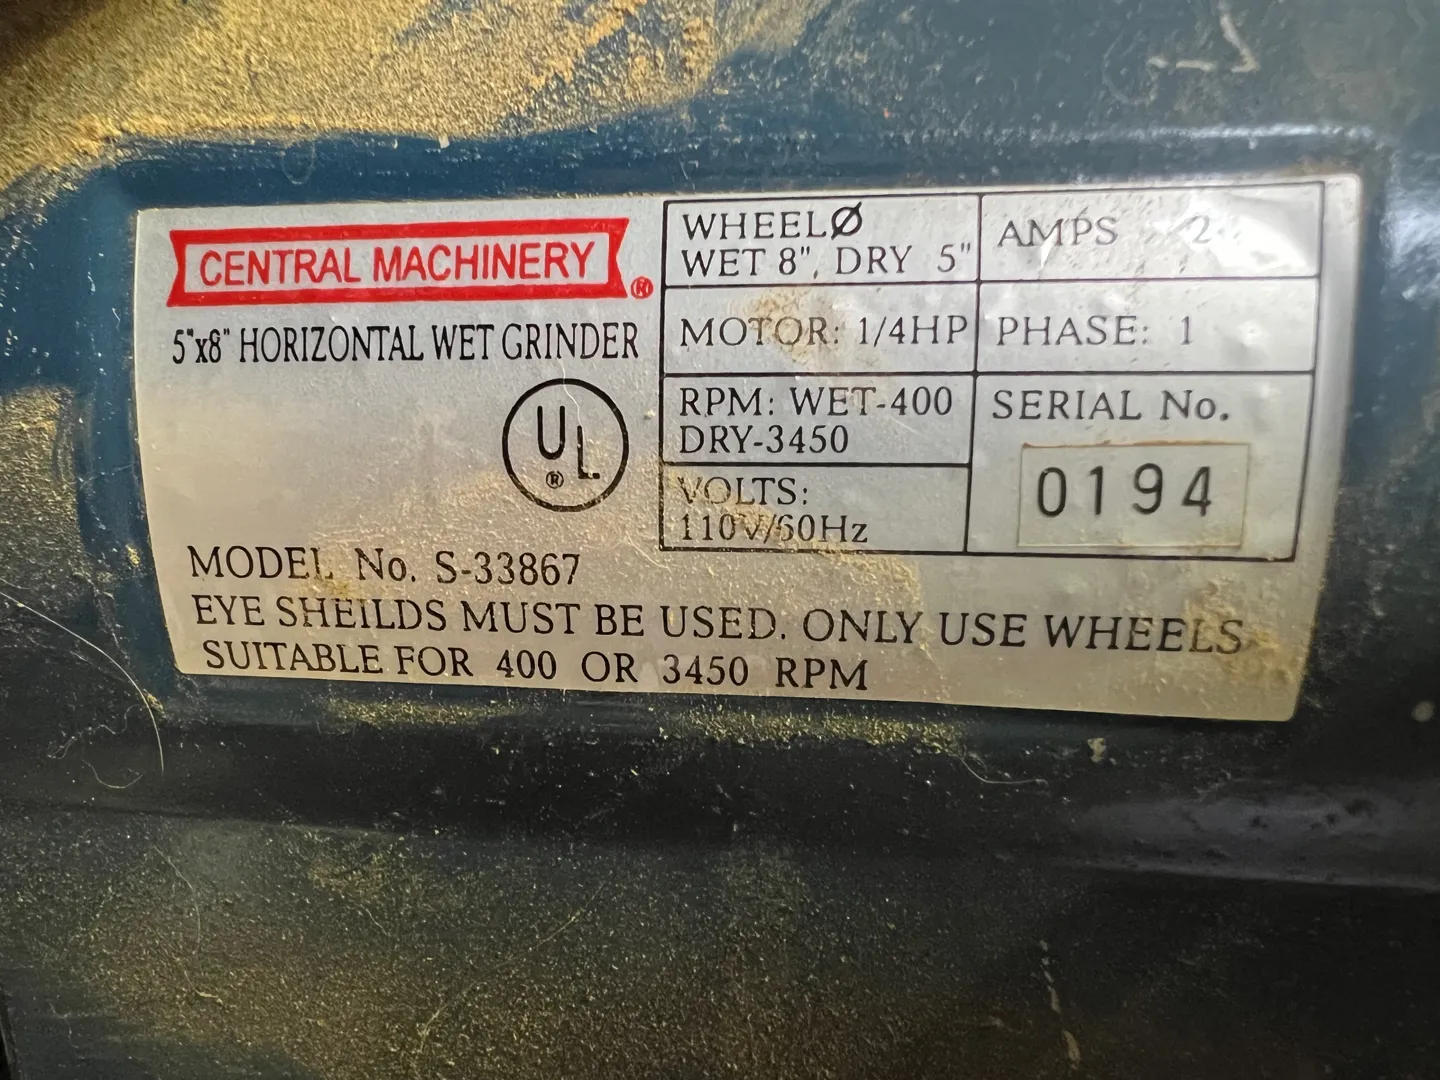 CENTRAL MACHINERY ®
5"x8" HORIZONTAL WET GRINDER
UL ®
WHEEL Ø
WET 8", DRY 5"
AMPS 2
MOTOR: 1/4HP
PHASE: 1
RPM: WET-400
DRY-3450
SERIAL No.
0194
VOLTS:
110V/60Hz
MODEL No. S-33867
EYE SHEILDS MUST BE USED. ONLY USE WHEELS
SUITABLE FOR 400 OR 3450 RPM